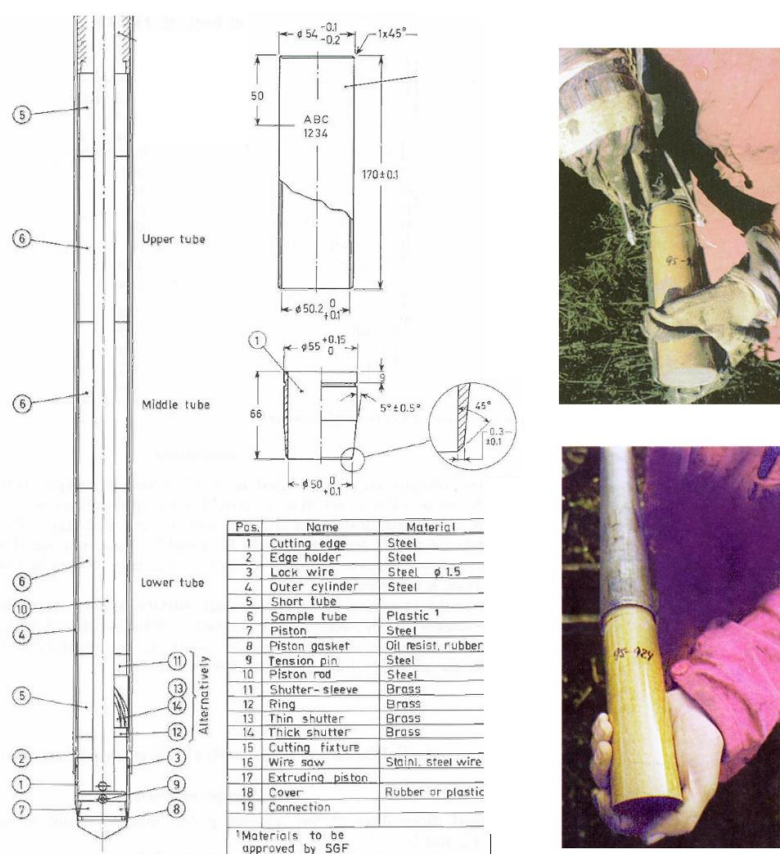 5
6
Upper tube
6
Middle tube
6
Lower tube
10
4
11
13
14
Alternatively
5
12
2
3
1
9
7
8
ø 54 -0.1 -0.2
1x45°
50
ABC
1234
170±0.1
ø50.2 0 +0.1
1
ø55 +0.15 0
9
66
5°±0.5°
45°
0.3
±0.1
ø50 0 +0.1
Pos. Name Material
1 Cutting edge Steel
2 Edge holder Steel
3 Lock wire Steel ø 1.5
4 Outer cylinder Steel
5 Short tube
6 Sample tube Plastic ¹
7 Piston Steel
8 Piston gasket Oil resist. rubber
9 Tension pin Steel
10 Piston rod Steel
11 Shutter-sleeve Brass
12 Ring Brass
13 Thin shutter Brass
14 Thick shutter Brass
15 Cutting fixture
16 Wire saw Stainl. steel wire
17 Extruding piston
18 Cover Rubber or plastic
19 Connection
¹Materials to be
approved by SGF
95-924